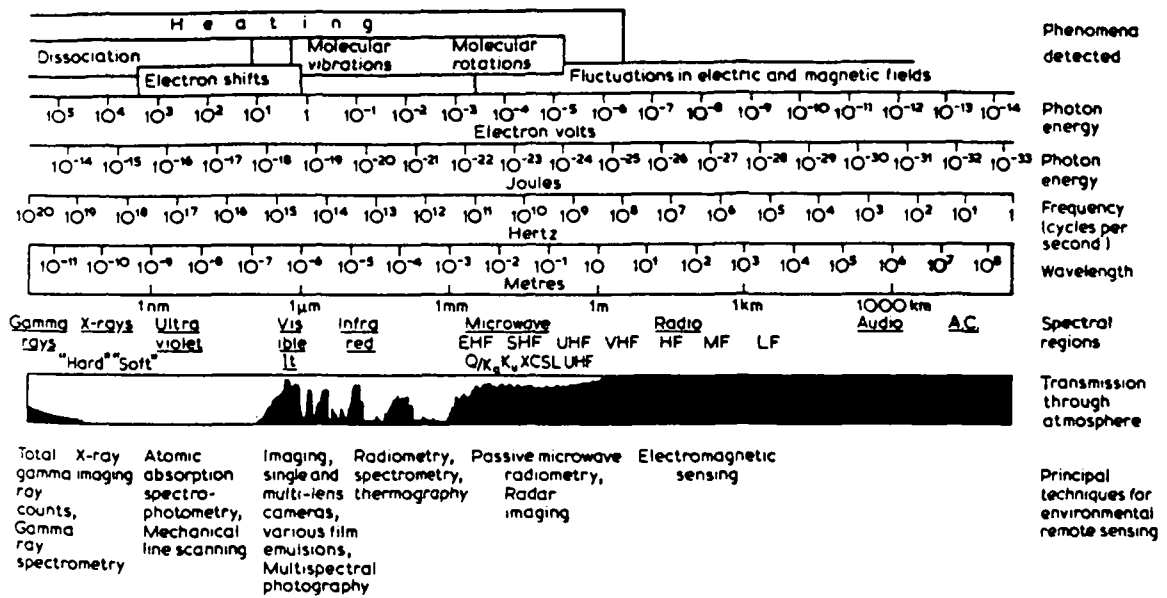 H e a t i n g
Phenomena
detected
Dissociation
Molecular
vibrations
Molecular
rotations
Electron shifts
Fluctuations in electric and magnetic fields
10⁵ 10⁴ 10³ 10² 10¹ 1 10⁻¹ 10⁻² 10⁻³ 10⁻⁴ 10⁻⁵ 10⁻⁶ 10⁻⁷ 10⁻⁸ 10⁻⁹ 10⁻¹⁰ 10⁻¹¹ 10⁻¹² 10⁻¹³ 10⁻¹⁴
Electron volts
Photon
energy
10⁻¹⁴ 10⁻¹⁵ 10⁻¹⁶ 10⁻¹⁷ 10⁻¹⁸ 10⁻¹⁹ 10⁻²⁰ 10⁻²¹ 10⁻²² 10⁻²³ 10⁻²⁴ 10⁻²⁵ 10⁻²⁶ 10⁻²⁷ 10⁻²⁸ 10⁻²⁹ 10⁻³⁰ 10⁻³¹ 10⁻³² 10⁻³³
Joules
Photon
energy
10²⁰ 10¹⁹ 10¹⁸ 10¹⁷ 10¹⁶ 10¹⁵ 10¹⁴ 10¹³ 10¹² 10¹¹ 10¹⁰ 10⁹ 10⁸ 10⁷ 10⁶ 10⁵ 10⁴ 10³ 10² 10¹ 1
Hertz
Frequency
(cycles per
second)
10⁻¹¹ 10⁻¹⁰ 10⁻⁹ 10⁻⁸ 10⁻⁷ 10⁻⁶ 10⁻⁵ 10⁻⁴ 10⁻³ 10⁻² 10⁻¹ 10 10¹ 10² 10³ 10⁴ 10⁵ 10⁶ 10⁷ 10⁸
Metres
Wavelength
1nm 1μm 1mm 1m 1km 1000 km
Gamma
rays
X-rays
"Hard" "Soft"
Ultra
violet
Vis
ible
lt
Infra
red
Microwave
Radio
Audio
A.C.
EHF SHF UHF VHF HF MF LF
Q/Kₐ Kᵤ XCSL UHF
Spectral
regions
Transmission
through
atmosphere
Total
gamma
ray
counts,
Gamma
ray
spectrometry
X-ray
imaging
Atomic
absorption
spectro-
photometry,
Mechanical
line scanning
Imaging,
single and
multi-lens
cameras,
various film
emulsions,
Multispectral
photography
Radiometry,
spectrometry,
thermography
Passive microwave
radiometry,
Radar
imaging
Electromagnetic
sensing
Principal
techniques for
environmental
remote sensing